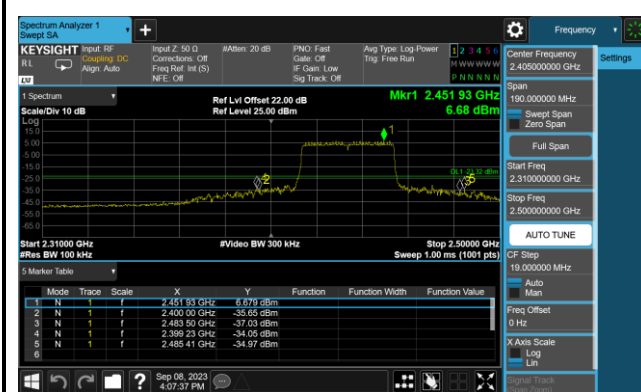 Spectrum Analyzer 1
Swept SA
Frequency
KEYSIGHT
Input: RF
Coupling: DC
Align: Auto
Input Z: 50 Ω
Corrections: Off
Freq Ref: Int (S)
NFE: Off
#Atten: 20 dB
PNO: Fast
Gate: Off
IF Gain: Low
Sig Track: Off
Avg Type: Log-Power
Trig: Free Run
1 2 3 4 5 6
M W W W W W
P N N N N N
R L
LXI
Center Frequency
2.405000000 GHz
Settings
Span
190.000000 MHz
Swept Span
Zero Span
Full Span
Start Freq
2.310000000 GHz
Stop Freq
2.500000000 GHz
AUTO TUNE
CF Step
19.000000 MHz
Auto
Man
Freq Offset
0 Hz
X Axis Scale
Log
Lin
Signal Track
(Span Zoom)
1 Spectrum
Scale/Div 10 dB
Ref Lvl Offset 22.00 dB
Ref Level 25.00 dBm
Mkr1 2.451 93 GHz
6.68 dBm
Log
15.0
5.00
-5.00
-15.0
-25.0
-35.0
-45.0
-55.0
-65.0
1
2
5
Start 2.31000 GHz
#Res BW 100 kHz
#Video BW 300 kHz
Stop 2.50000 GHz
Sweep 1.00 ms (1001 pts)
5 Marker Table
Mode Trace Scale X Y Function Function Width Function Value
1 N 1 f 2.451 93 GHz 6.679 dBm
2 N 1 f 2.400 00 GHz -35.65 dBm
3 N 1 f 2.483 50 GHz -37.03 dBm
4 N 1 f 2.399 23 GHz -34.05 dBm
5 N 1 f 2.485 41 GHz -34.97 dBm
6
Sep 08, 2023
4:07:37 PM